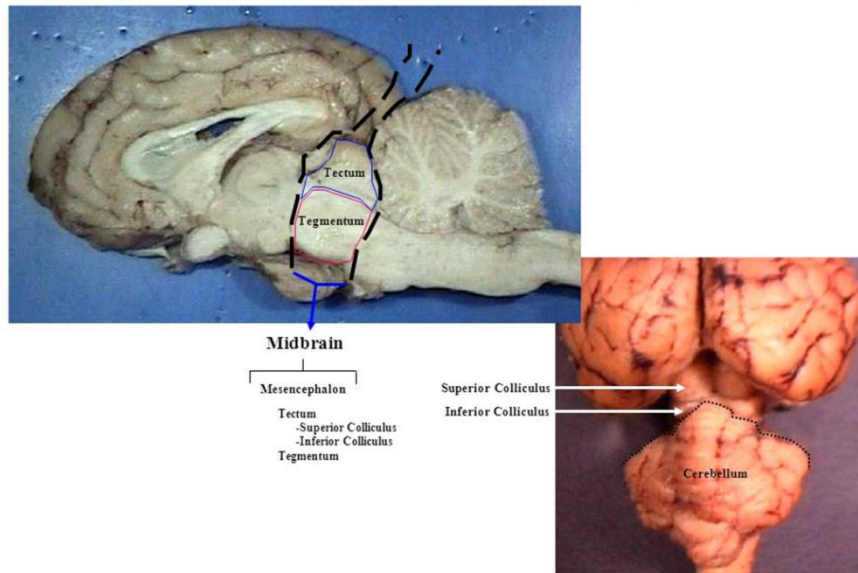 Tectum
Tegmentum
Midbrain
Mesencephalon
Tectum
-Superior Colliculus
-Inferior Colliculus
Tegmentum
Superior Colliculus
Inferior Colliculus
Cerebellum